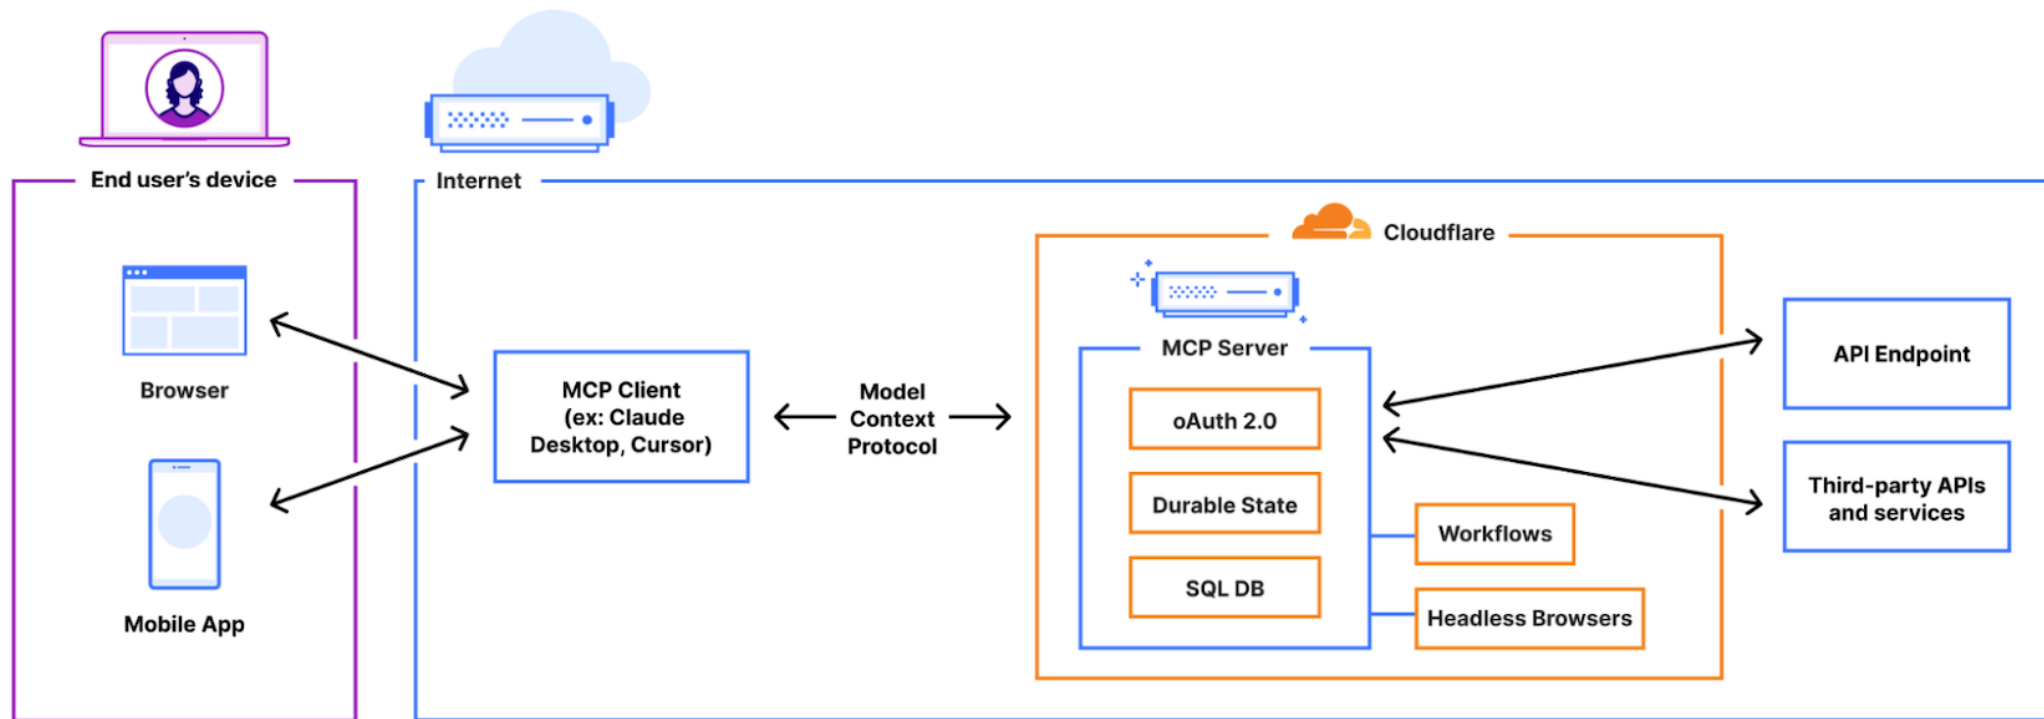 End user's device
Internet
Cloudflare
MCP Server
Browser
MCP Client
(ex: Claude
Desktop, Cursor)
Model
Context
Protocol
oAuth 2.0
Durable State
SQL DB
Workflows
Headless Browsers
API Endpoint
Third-party APIs
and services
Mobile App